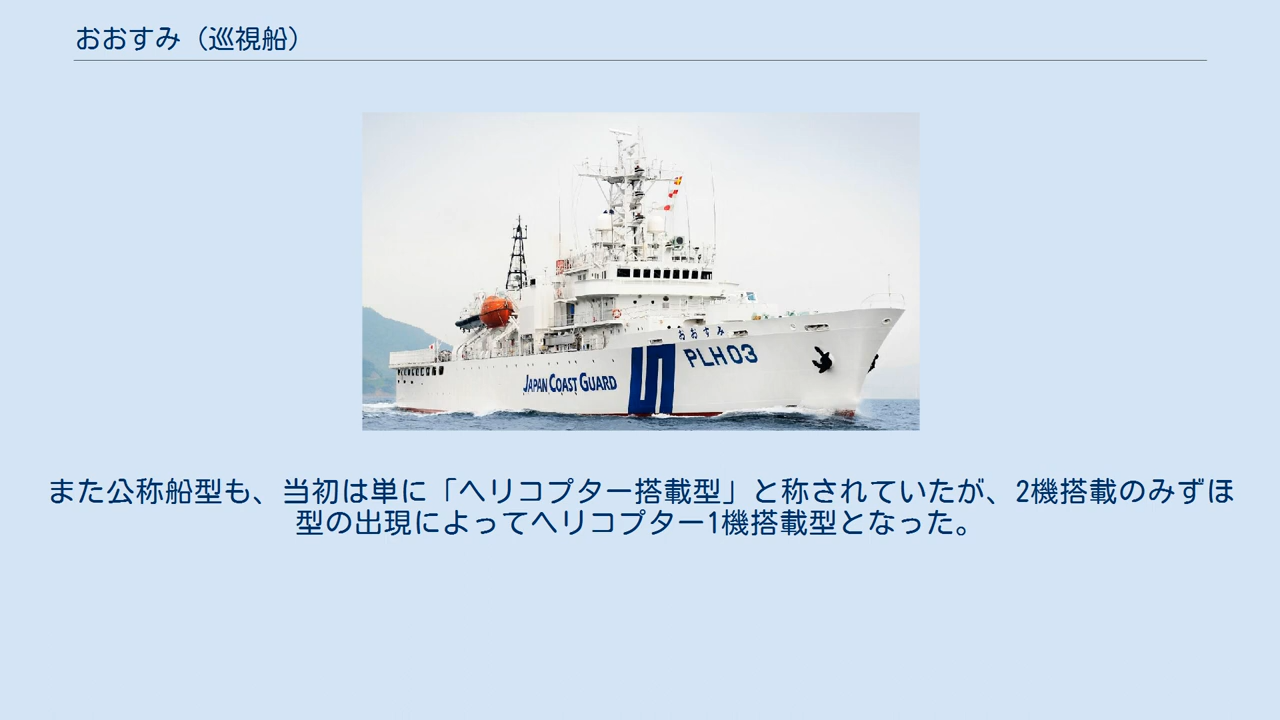 おおすみ（巡視船）
おおすみ
PLH03
JAPAN COAST GUARD
また公称船型も、当初は単に「ヘリコプター搭載型」と称されていたが、2機搭載のみずほ
型の出現によってヘリコプター1機搭載型となった。